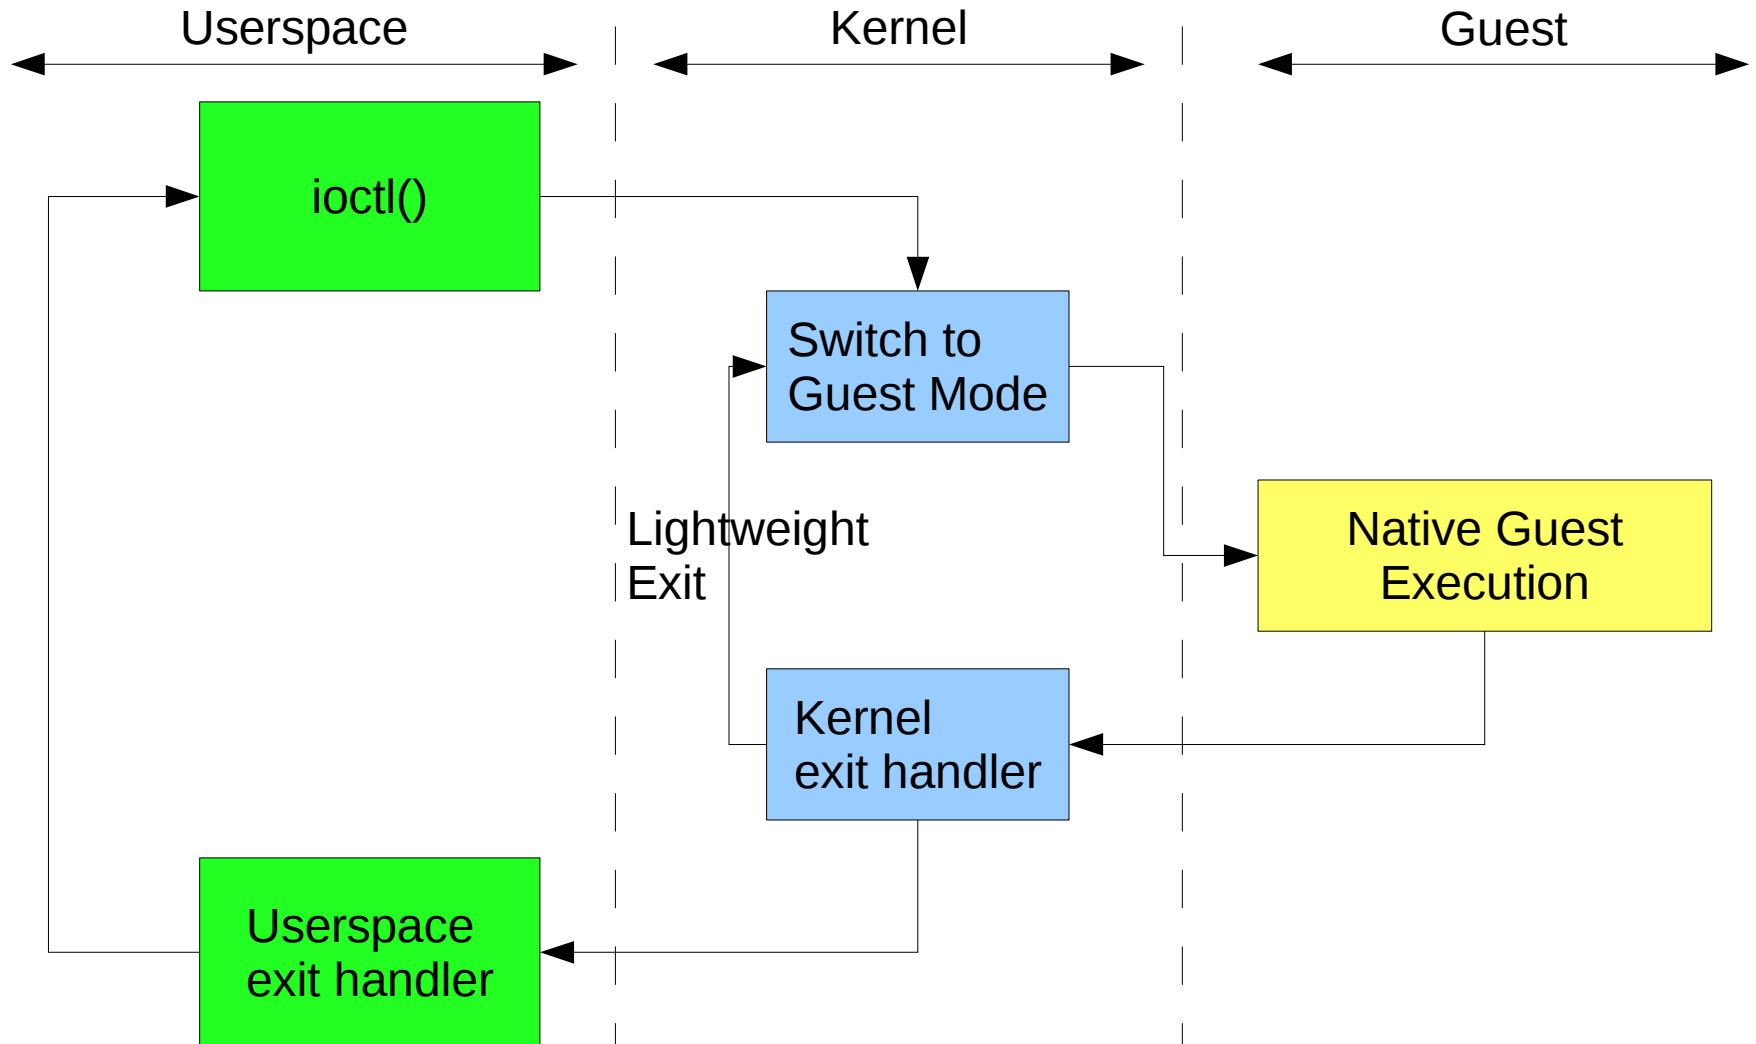 Userspace
Kernel
Guest
ioctl()
Switch to
Guest Mode
Lightweight
Exit
Native Guest
Execution
Kernel
exit handler
Userspace
exit handler